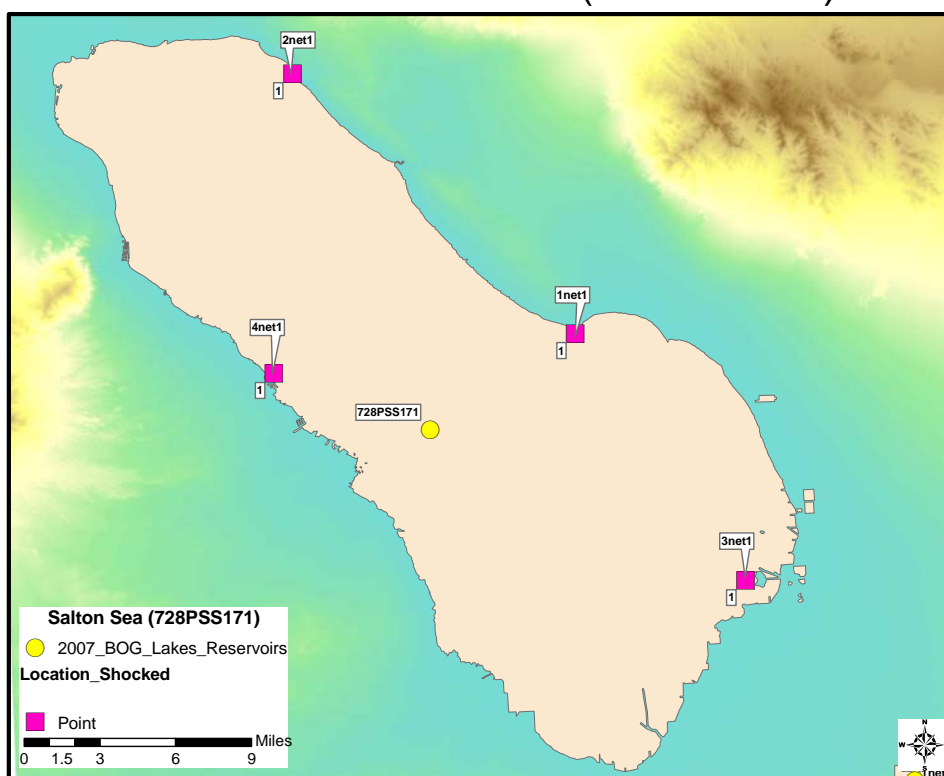 2net1
1
1net1
1
4net1
1
728PSS171
3net1
1
Salton Sea (728PSS171)
2007_BOG_Lakes_Reservoirs
Location_Shocked
Point
Miles
0 1.5 3 6 9
N
W E
S